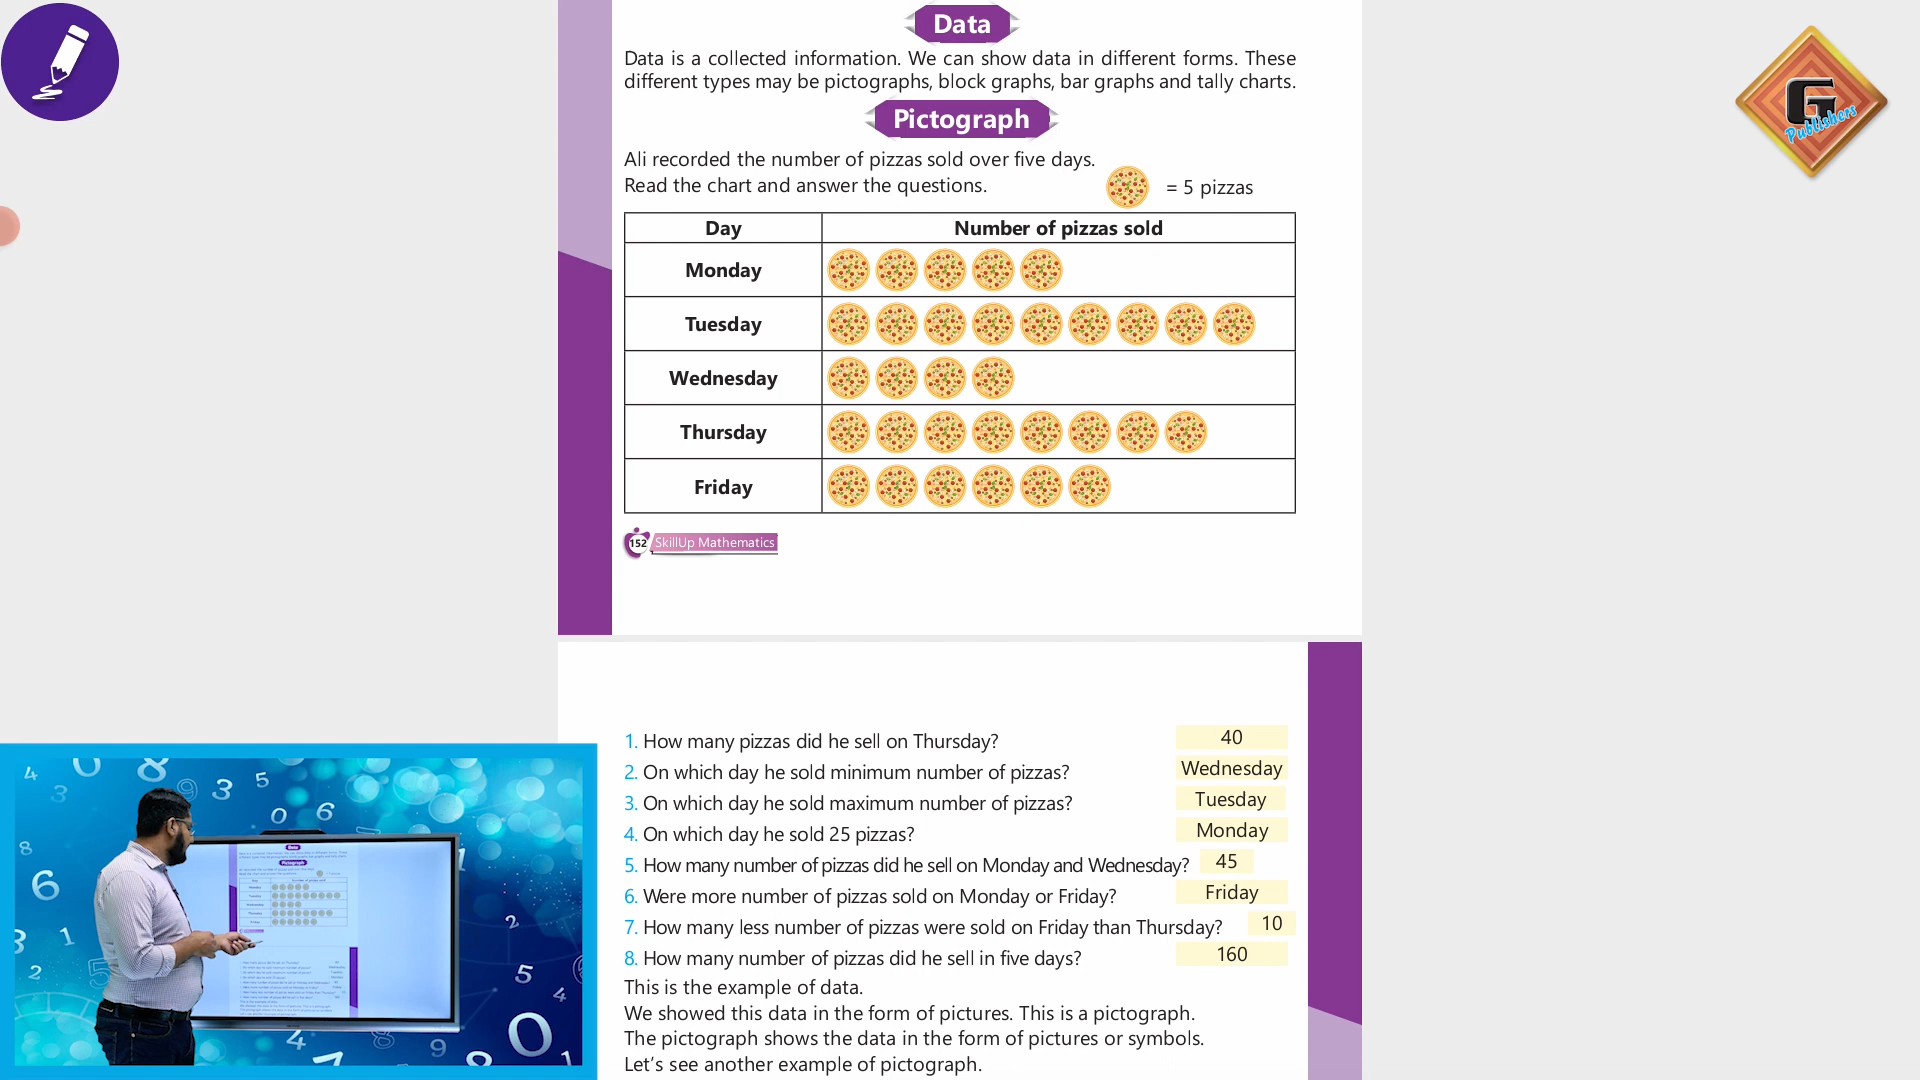 Data
Data is a collected information. We can show data in different forms. These
different types may be pictographs, block graphs, bar graphs and tally charts.
Pictograph
Ali recorded the number of pizzas sold over five days.
Read the chart and answer the questions.
= 5 pizzas
Day Number of pizzas sold
Monday
Tuesday
Wednesday
Thursday
Friday
152 SkillUp Mathematics
G
Publishers
1. How many pizzas did he sell on Thursday? 40
2. On which day he sold minimum number of pizzas? Wednesday
3. On which day he sold maximum number of pizzas? Tuesday
4. On which day he sold 25 pizzas? Monday
5. How many number of pizzas did he sell on Monday and Wednesday? 45
6. Were more number of pizzas sold on Monday or Friday? Friday
7. How many less number of pizzas were sold on Friday than Thursday? 10
8. How many number of pizzas did he sell in five days? 160
This is the example of data.
We showed this data in the form of pictures. This is a pictograph.
The pictograph shows the data in the form of pictures or symbols.
Let’s see another example of pictograph.